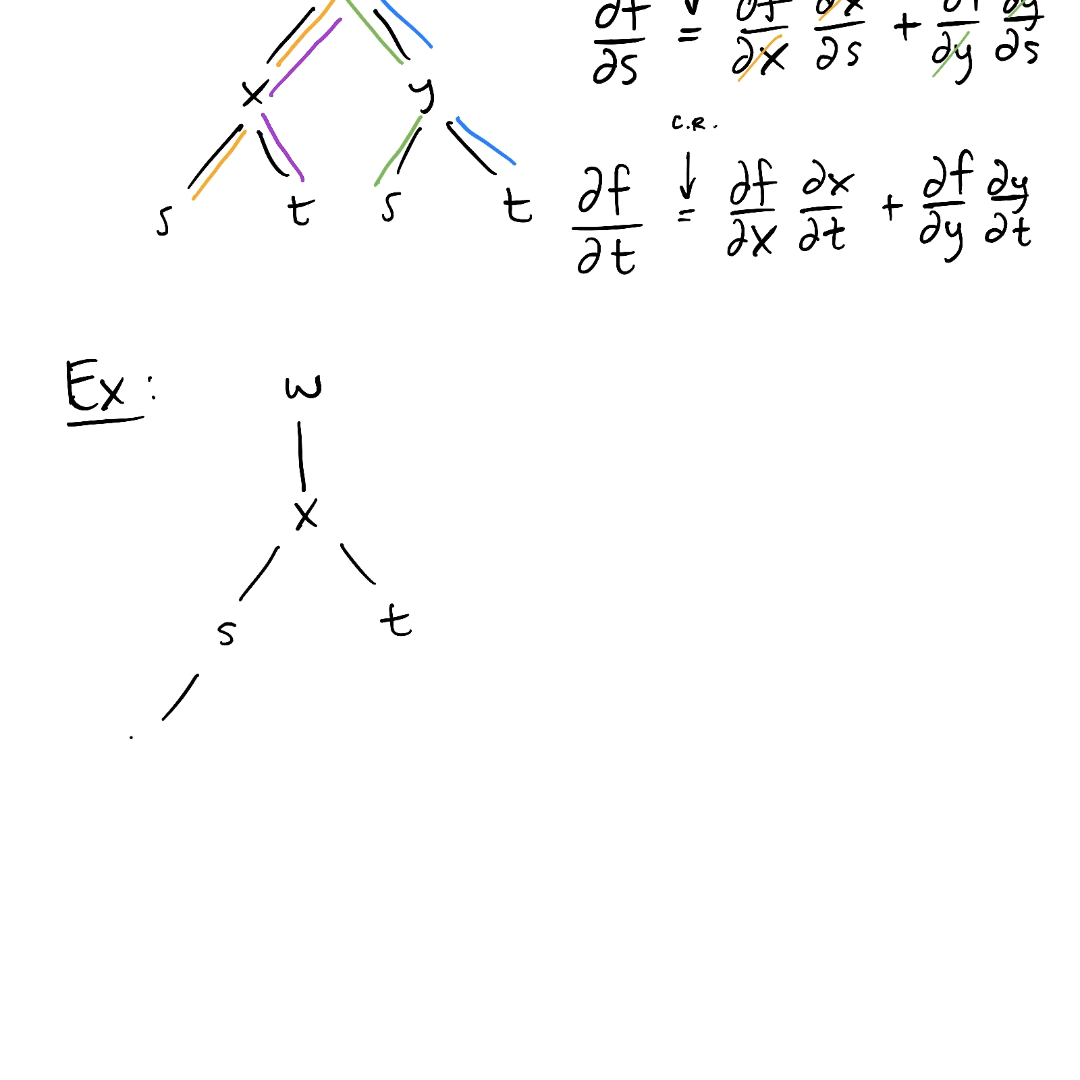 ∂f/∂s = ∂f/∂x ∂x/∂s + ∂f/∂y ∂y/∂s
x y
C.R.
s t s t
∂f/∂t = ∂f/∂x ∂x/∂t + ∂f/∂y ∂y/∂t
Ex: w
x
s t